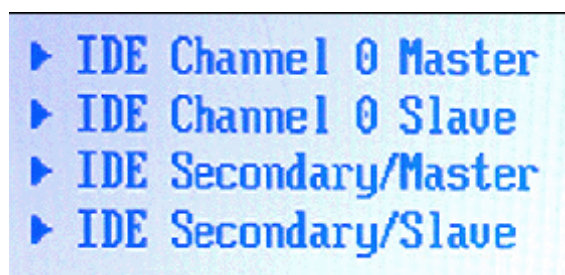 IDE Channel 0 Master
IDE Channel 0 Slave
IDE Secondary/Master
IDE Secondary/Slave